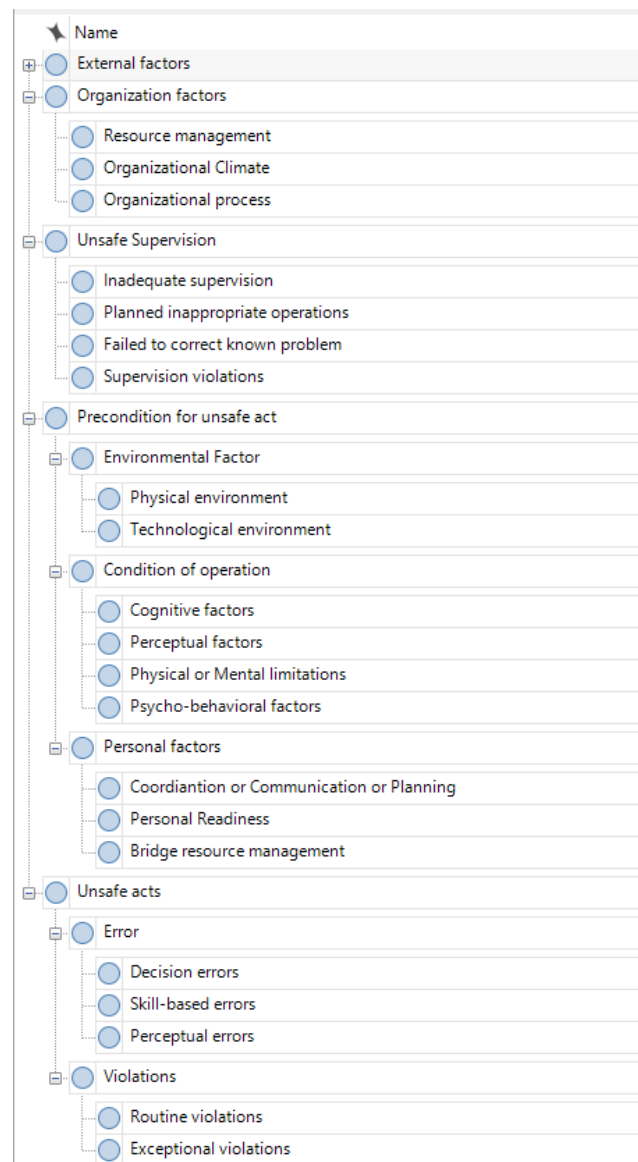 Name
External factors
Organization factors
Resource management
Organizational Climate
Organizational process
Unsafe Supervision
Inadequate supervision
Planned inappropriate operations
Failed to correct known problem
Supervision violations
Precondition for unsafe act
Environmental Factor
Physical environment
Technological environment
Condition of operation
Cognitive factors
Perceptual factors
Physical or Mental limitations
Psycho-behavioral factors
Personal factors
Coordiantion or Communication or Planning
Personal Readiness
Bridge resource management
Unsafe acts
Error
Decision errors
Skill-based errors
Perceptual errors
Violations
Routine violations
Exceptional violations